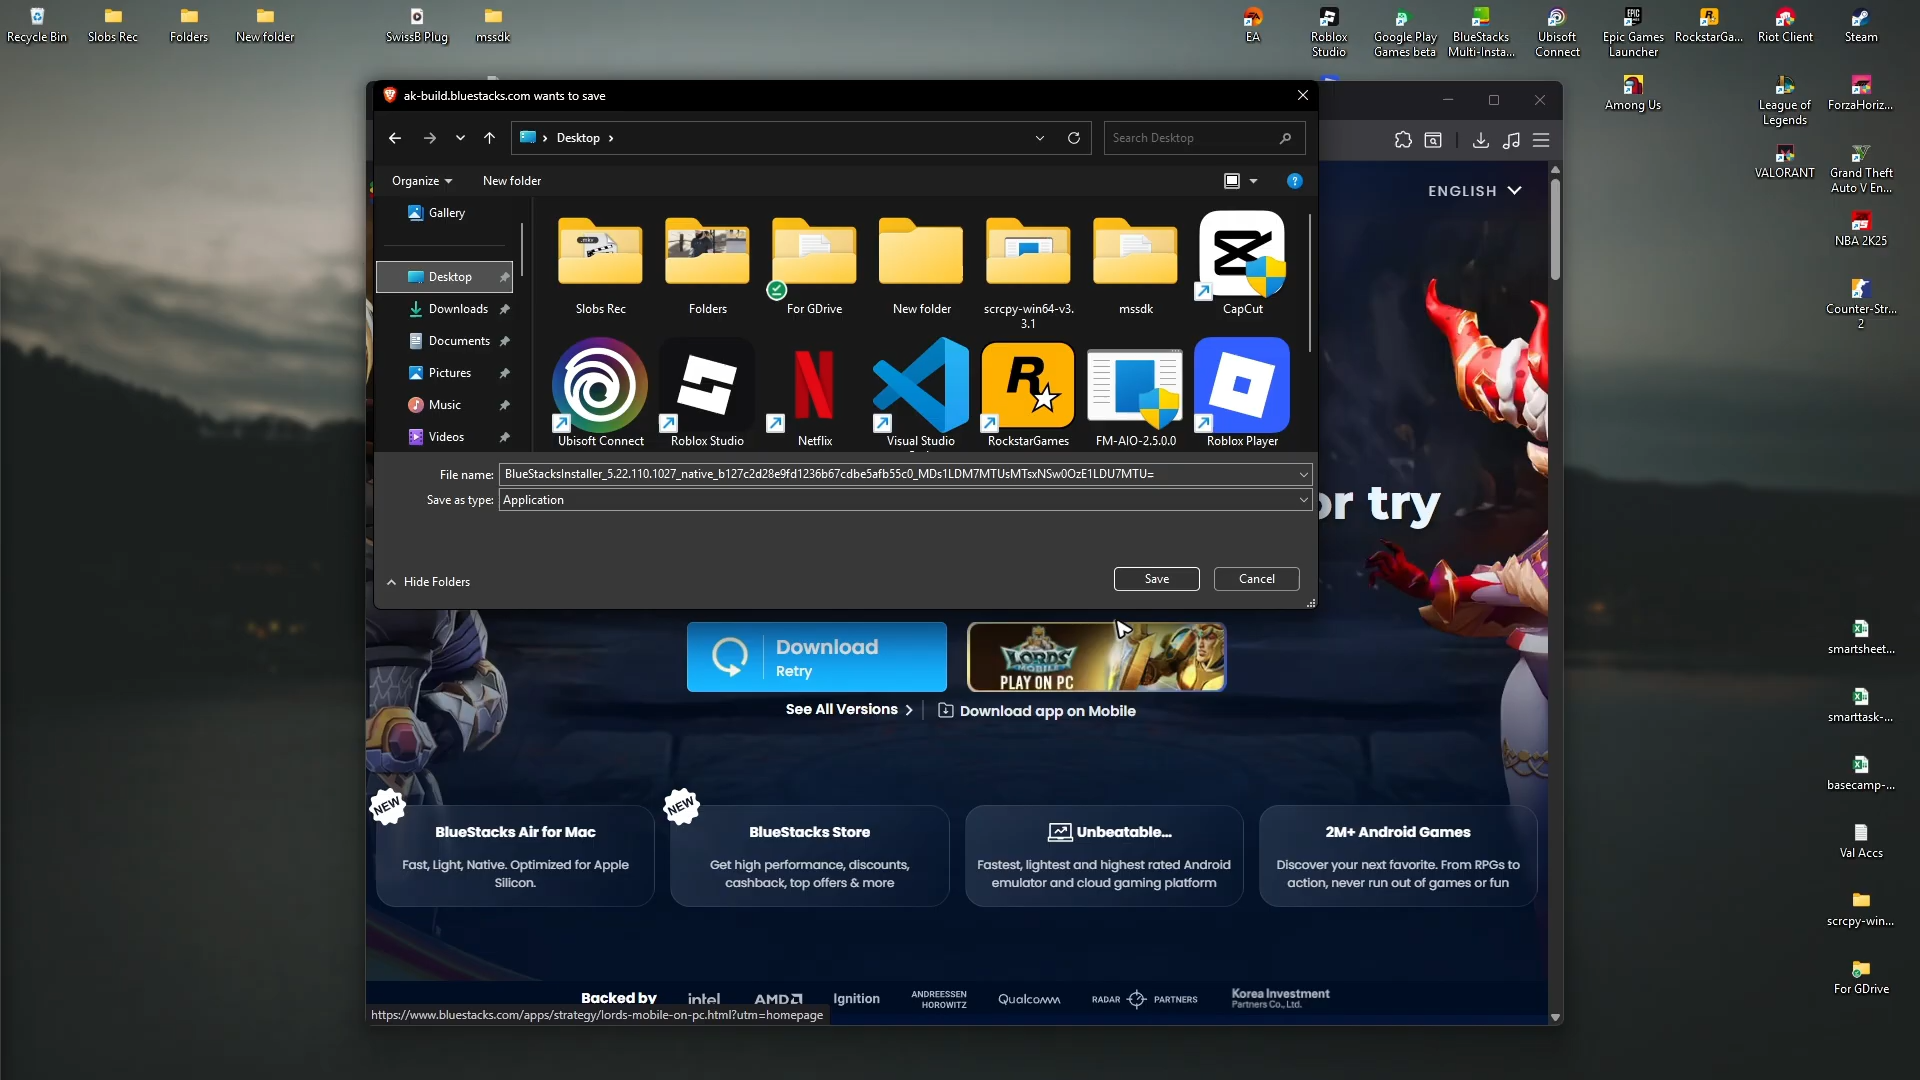 Recycle Bin
Slobs Rec
Folders
New folder
SwissB Plug
mssdk
EA
Roblox
Studio
Google Play
Games beta
BlueStacks
Multi-Insta...
Ubisoft
Connect
Epic Games
Launcher
RockstarGa...
Riot Client
Steam
Among Us
League of
Legends
ForzaHoriz...
VALORANT
Grand Theft
Auto V En...
NBA 2K25
Counter-Str...
2
smartsheet...
smarttask-...
basecamp-...
Val Accs
scrcpy-win...
For GDrive
ak-build.bluestacks.com wants to save
Desktop
Search Desktop
Organize
New folder
Gallery
Desktop
Downloads
Documents
Pictures
Music
Videos
Slobs Rec
Folders
For GDrive
New folder
scrcpy-win64-v3.
3.1
mssdk
CapCut
Ubisoft Connect
Roblox Studio
Netflix
Visual Studio
RockstarGames
FM-AIO-2.5.0.0
Roblox Player
File name:
BlueStacksInstaller_5.22.110.1027_native_b127c2d28e9fd1236b67cdbe5afb55c0_MDs1LDM7MTUsMTsxNSw0OzE1LDU7MTU=
Save as type:
Application
Hide Folders
Save
Cancel
ENGLISH
or try
Download
Retry
LORDS
MOBILE
PLAY ON PC
See All Versions
Download app on Mobile
NEW
BlueStacks Air for Mac
Fast, Light, Native. Optimized for Apple
Silicon.
NEW
BlueStacks Store
Get high performance, discounts,
cashback, top offers & more
Unbeatable...
Fastest, lightest and highest rated Android
emulator and cloud gaming platform
2M+ Android Games
Discover your next favorite. From RPGs to
action, never run out of games or fun
Backed by
intel
AMD
Ignition
ANDREESSEN
HOROWITZ
Qualcomm
RADAR PARTNERS
Korea Investment
Partners Co., Ltd.
https://www.bluestacks.com/apps/strategy/lords-mobile-on-pc.html?utm=homepage